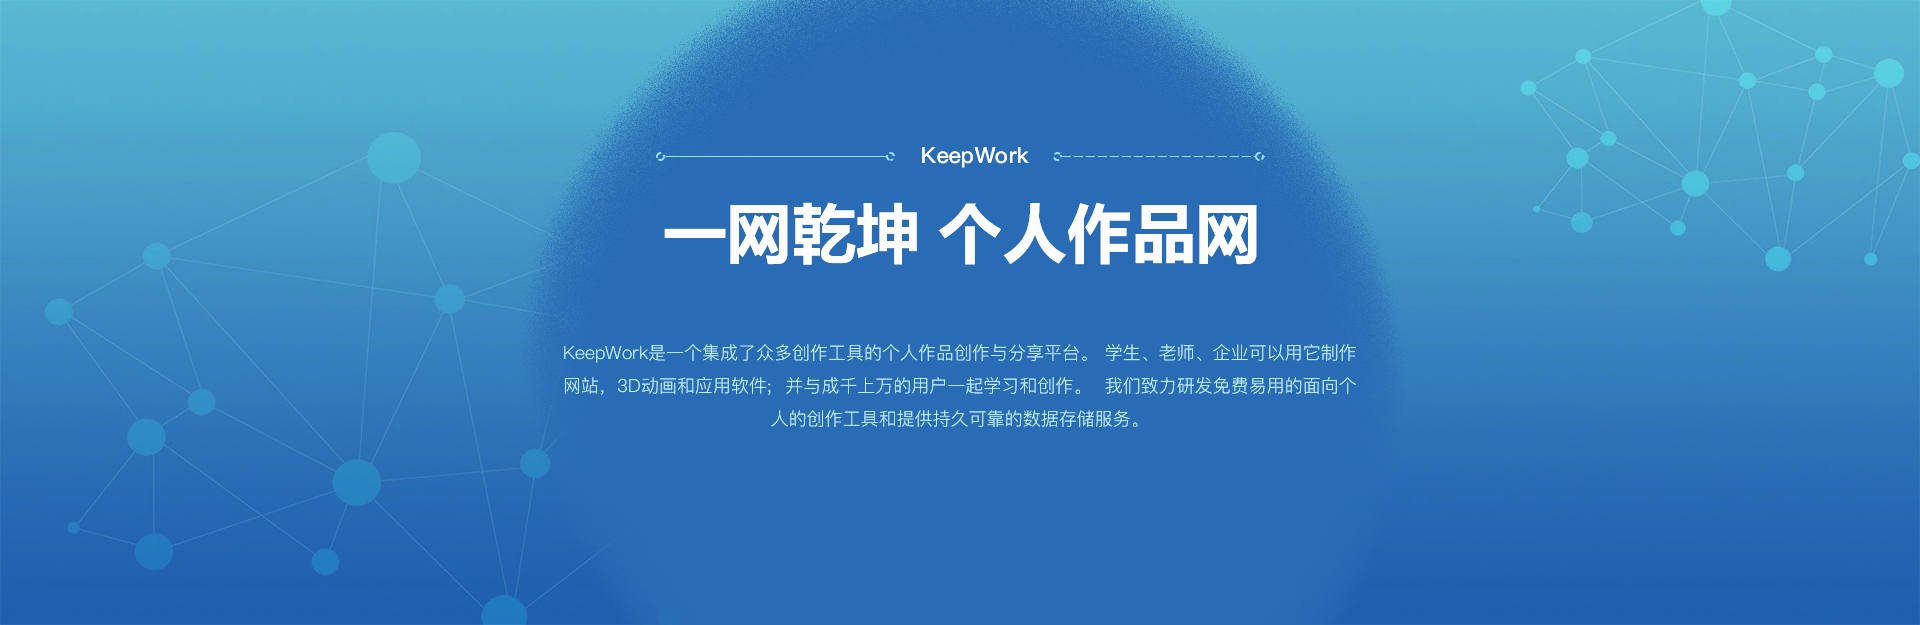 KeepWork
一网乾坤 个人作品网
KeepWork是一个集成了众多创作工具的个人作品创作与分享平台。 学生、老师、企业可以用它制作
网站，3D动画和应用软件；并与成千上万的用户一起学习和创作。 我们致力研发免费易用的面向个
人的创作工具和提供持久可靠的数据存储服务。